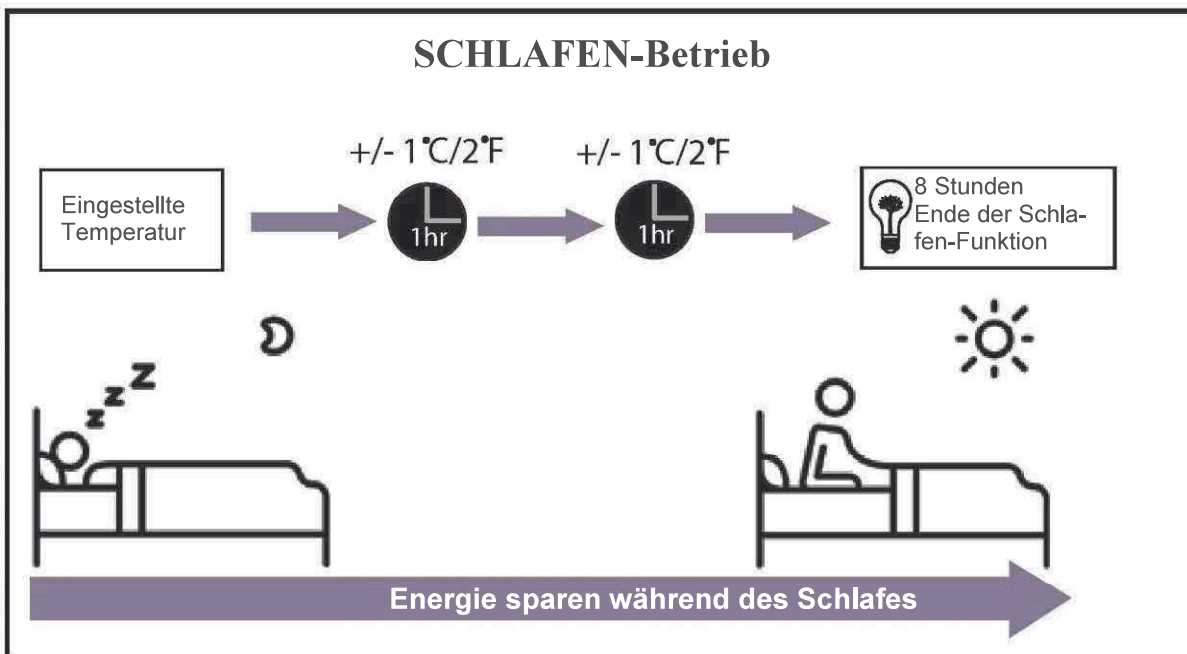 SCHLAFEN-Betrieb
+/- 1°C/2°F
+/- 1°C/2°F
Eingestellte
Temperatur
1hr
1hr
8 Stunden
Ende der Schla-
fen-Funktion
z z Z
Energie sparen während des Schlafes